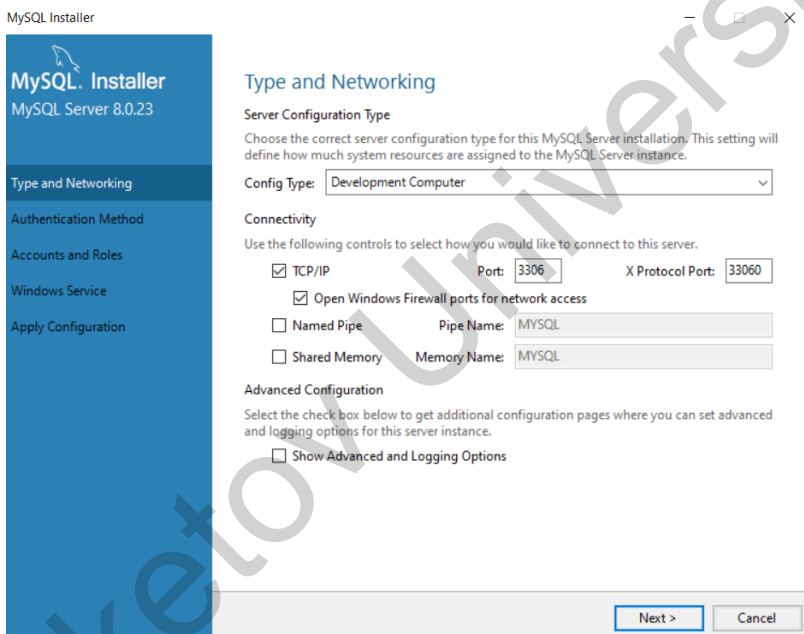 MySQL Installer
MySQL. Installer
MySQL Server 8.0.23
Type and Networking
Authentication Method
Accounts and Roles
Windows Service
Apply Configuration
Type and Networking
Server Configuration Type
Choose the correct server configuration type for this MySQL Server installation. This setting will
define how much system resources are assigned to the MySQL Server instance.
Config Type: Development Computer
Connectivity
Use the following controls to select how you would like to connect to this server.
TCP/IP Port: 3306 X Protocol Port: 33060
Open Windows Firewall ports for network access
Named Pipe Pipe Name: MYSQL
Shared Memory Memory Name: MYSQL
Advanced Configuration
Select the check box below to get additional configuration pages where you can set advanced
and logging options for this server instance.
Show Advanced and Logging Options
Next > Cancel